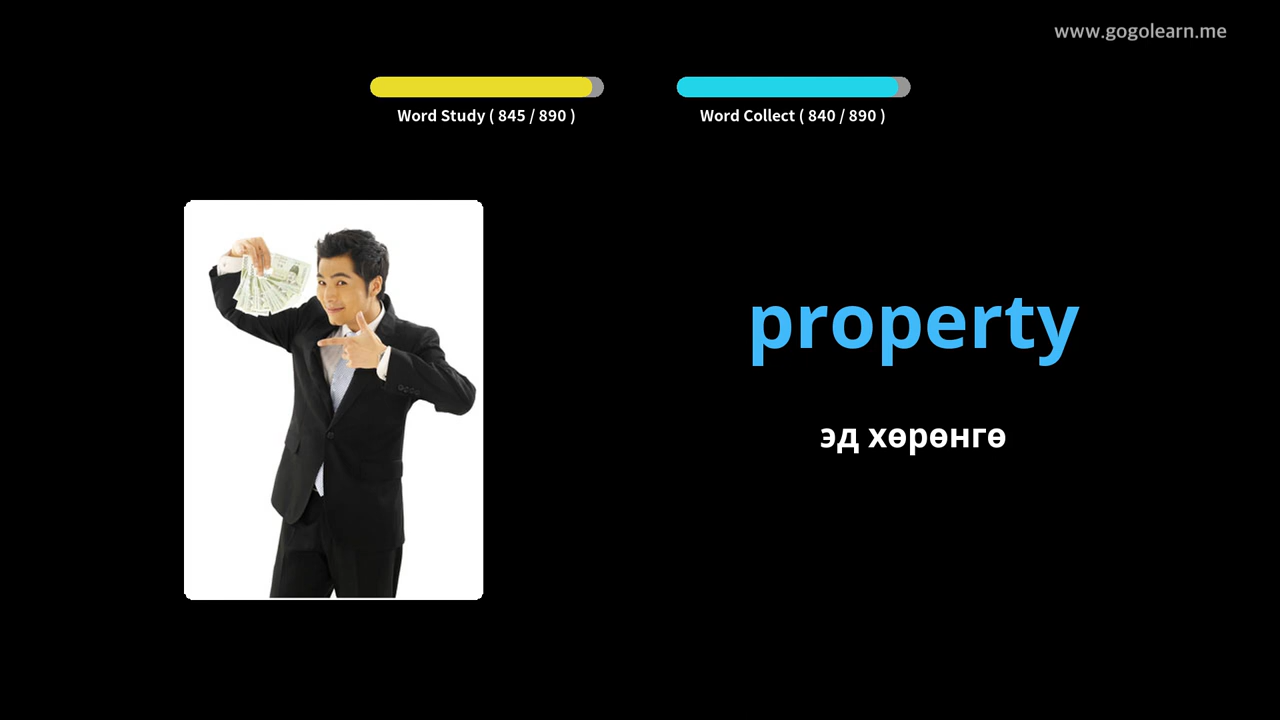 www.gogolearn.me
Word Study ( 845 / 890 )
Word Collect ( 840 / 890 )
property
эд хөрөнгө